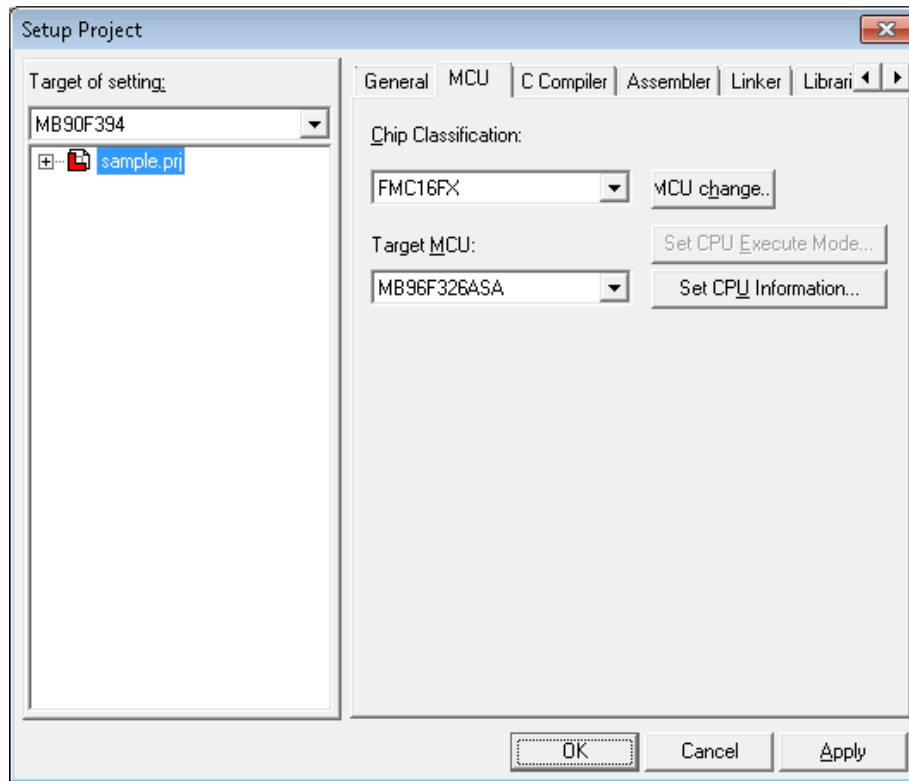 Setup Project
Target of setting:
MB90F394
sample.prj
General MCU C Compiler Assembler Linker Librari
Chip Classification:
FMC16FX
MCU change..
Target MCU:
Set CPU Execute Mode...
MB96F326ASA
Set CPU Information...
OK Cancel Apply